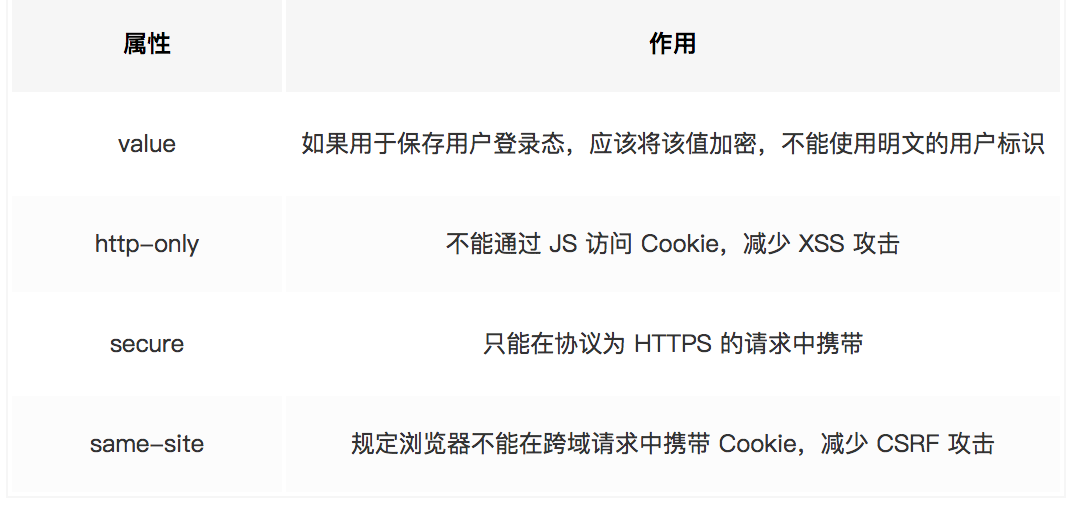 属性 作用
value 如果用于保存用户登录态，应该将该值加密，不能使用明文的用户标识
http-only 不能通过 JS 访问 Cookie，减少 XSS 攻击
secure 只能在协议为 HTTPS 的请求中携带
same-site 规定浏览器不能在跨域请求中携带 Cookie，减少 CSRF 攻击